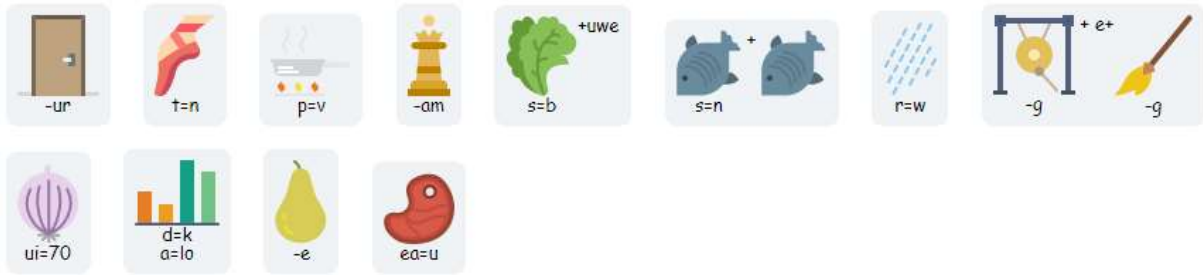 -ur t=n p=v -am s=b +uwe s=n + r=w -g + e+ -g
ui=70 d=k -e ea=u
a=lo